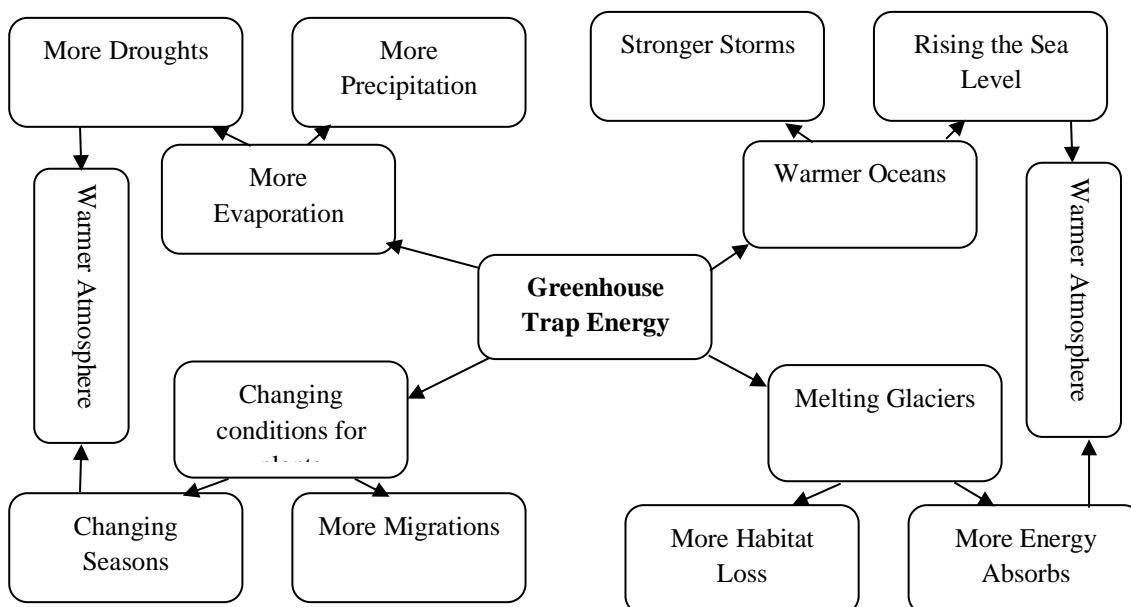 More Droughts
More
Precipitation
Stronger Storms
Rising the Sea
Level
More
Evaporation
Warmer Oceans
Warmer Atmosphere
Warmer Atmosphere
Greenhouse
Trap Energy
Changing
conditions for
Melting Glaciers
Changing
Seasons
More Migrations
More Habitat
Loss
More Energy
Absorbs